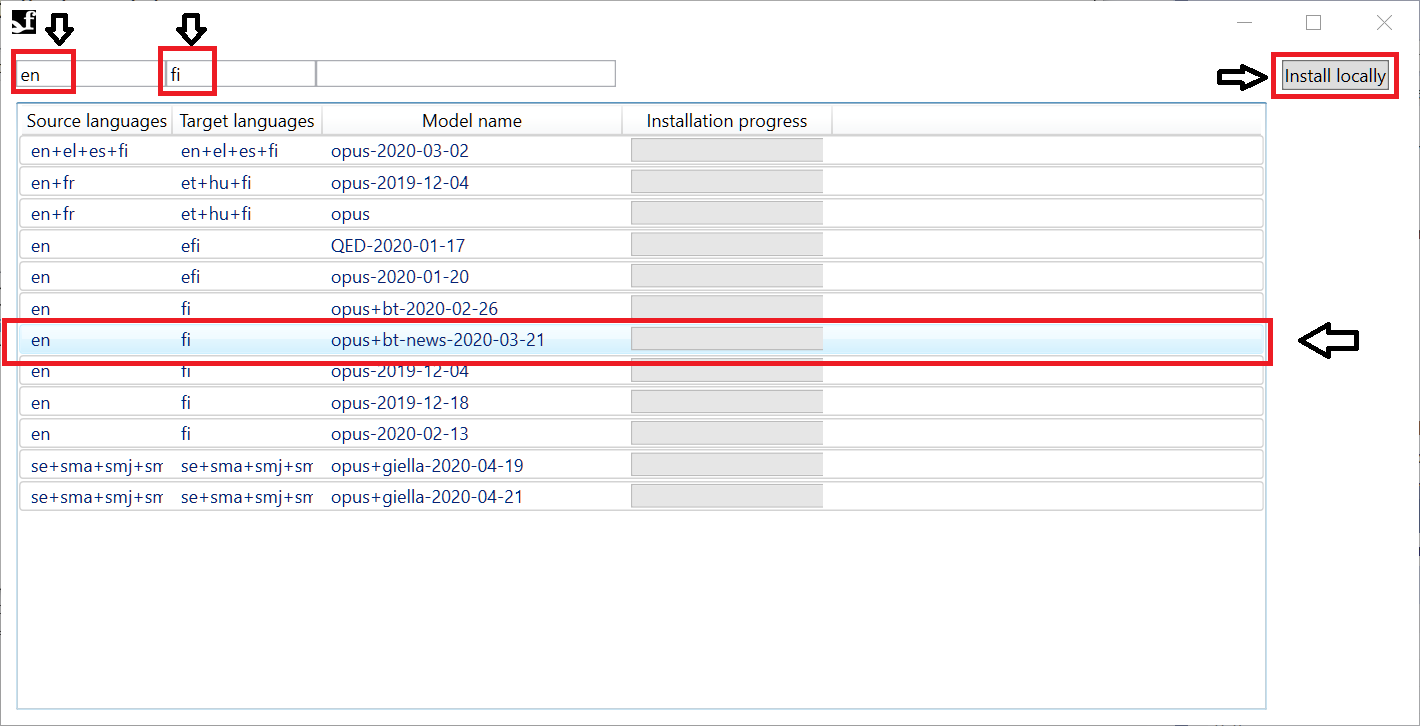 en fi
Install locally
Source languages Target languages Model name Installation progress
en+el+es+fi en+el+es+fi opus-2020-03-02
en+fr et+hu+fi opus-2019-12-04
en+fr et+hu+fi opus
en efi QED-2020-01-17
en efi opus-2020-01-20
en fi opus+bt-2020-02-26
en fi opus+bt-news-2020-03-21
en fi opus-2019-12-04
en fi opus-2019-12-18
en fi opus-2020-02-13
se+sma+smj+sm se+sma+smj+sm opus+giella-2020-04-19
se+sma+smj+sm se+sma+smj+sm opus+giella-2020-04-21